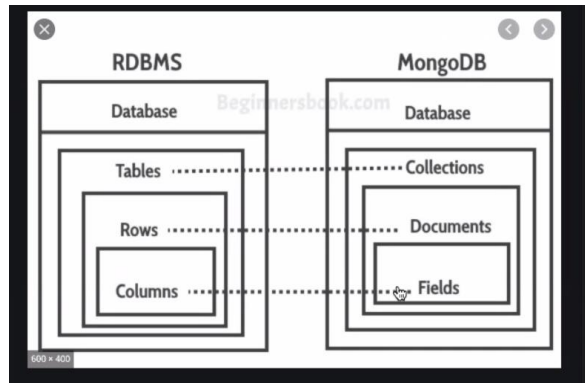 RDBMS
MongoDB
Beginnersbook.com
Database
Database
Tables
Collections
Rows
Documents
Columns
Fields
600 × 400